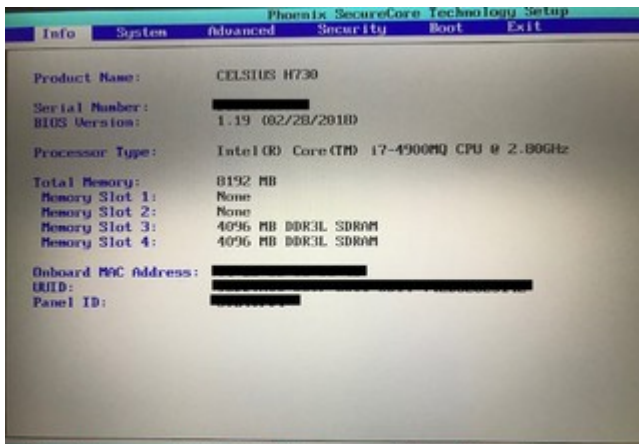 Phoenix SecureCore Technology Setup
Info System Advanced Security Boot Exit
Product Name: CELSIUS H730
Serial Number:
BIOS Version: 1.19 (02/28/2018)
Processor Type: Intel(R) Core(TM) i7-4900MQ CPU @ 2.80GHz
Total Memory: 8192 MB
Memory Slot 1: None
Memory Slot 2: None
Memory Slot 3: 4096 MB DDR3L SDRAM
Memory Slot 4: 4096 MB DDR3L SDRAM
Onboard MAC Address:
UUID:
Panel ID: